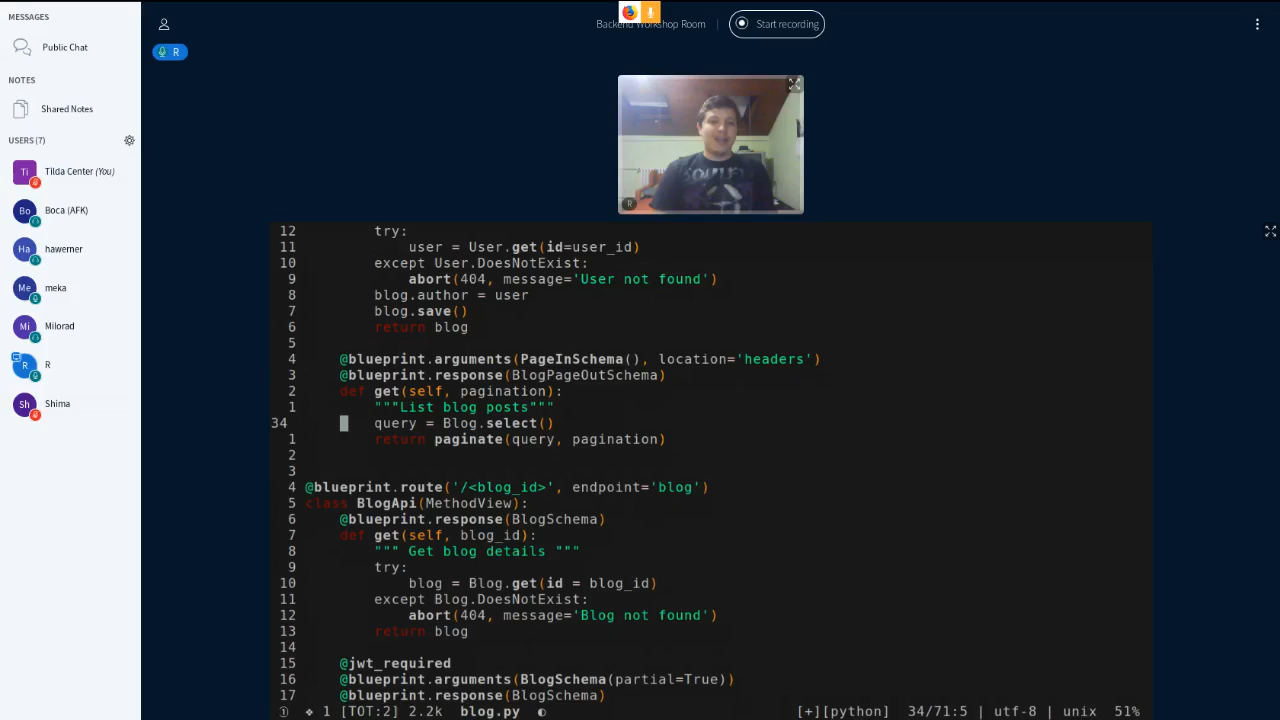 MESSAGES
Public Chat
NOTES
Shared Notes
USERS (7)
Ti Tilda Center (You)
Bo Boca (AFK)
Ha hawerner
Me meka
Mi Milorad
R R
Sh Shima
Backend Workshop Room
Start recording
R
R
12 try:
11 user = User.get(id=user_id)
10 except User.DoesNotExist:
9 abort(404, message='User not found')
8 blog.author = user
7 blog.save()
6 return blog
5
4 @blueprint.arguments(PageInSchema(), location='headers')
3 @blueprint.response(BlogPageOutSchema)
2 def get(self, pagination):
1 """List blog posts"""
34 query = Blog.select()
1 return paginate(query, pagination)
2
3
4 @blueprint.route('/<blog_id>', endpoint='blog')
5 class BlogApi(MethodView):
6 @blueprint.response(BlogSchema)
7 def get(self, blog_id):
8 """ Get blog details """
9 try:
10 blog = Blog.get(id = blog_id)
11 except Blog.DoesNotExist:
12 abort(404, message='Blog not found')
13 return blog
14
15 @jwt_required
16 @blueprint.arguments(BlogSchema(partial=True))
17 @blueprint.response(BlogSchema)
1 1 [TOT:2] 2.2k blog.py [+][python] 34/71:5 | utf-8 | unix 51%